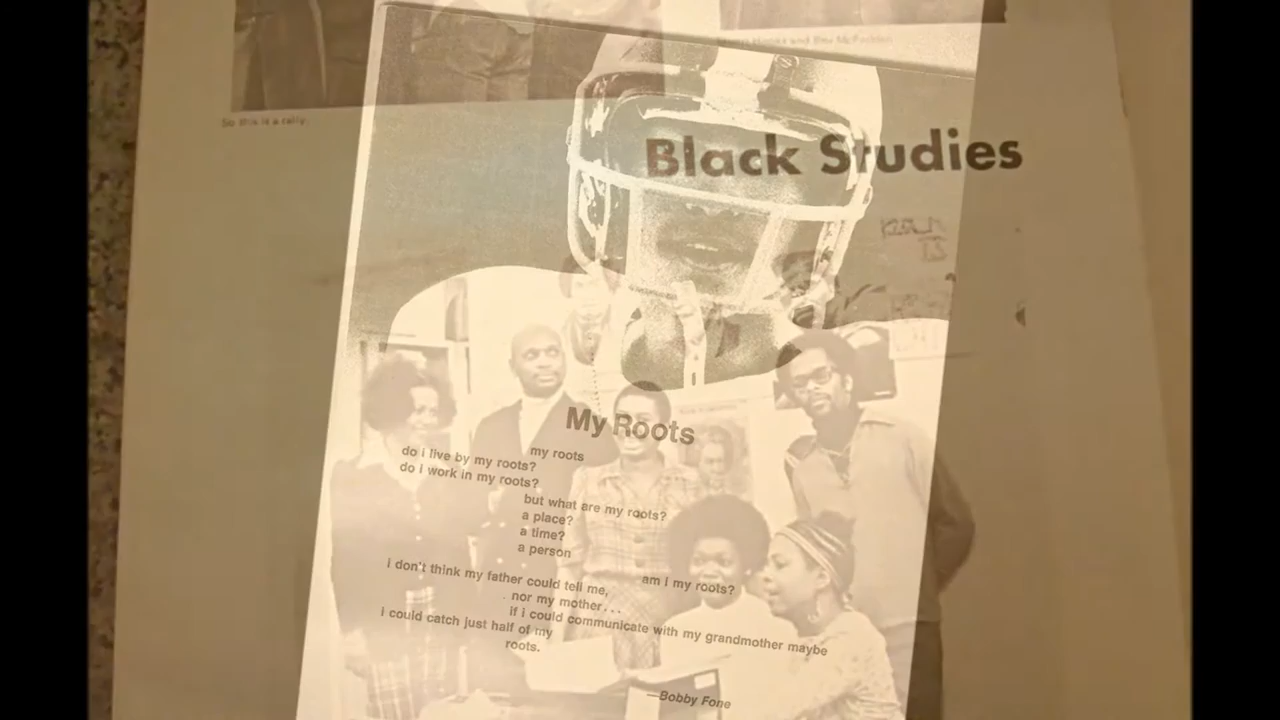 So this is a rally.
Black Studies
My Roots
my roots
do i live by my roots?
do i work in my roots?
but what are my roots?
a place?
a time?
a person
am i my roots?
i don't think my father could tell me,
nor my mother...
if i could communicate with my grandmother maybe
i could catch just half of my
roots.
—Bobby Fone